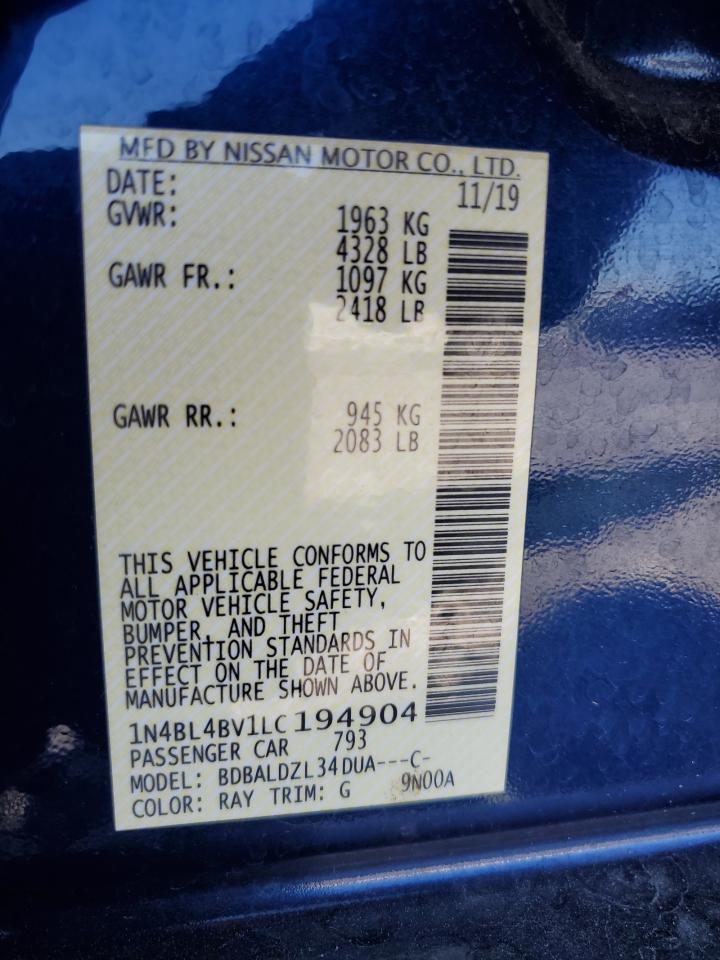 MFD BY NISSAN MOTOR CO., LTD.
DATE: 11/19
GVWR: 1963 KG
4328 LB
GAWR FR.: 1097 KG
2418 LB
GAWR RR.: 945 KG
2083 LB
THIS VEHICLE CONFORMS TO
ALL APPLICABLE FEDERAL
MOTOR VEHICLE SAFETY,
BUMPER, AND THEFT
PREVENTION STANDARDS IN
EFFECT ON THE DATE OF
MANUFACTURE SHOWN ABOVE.
1N4BL4BV1LC194904
PASSENGER CAR 793
MODEL: BDBALDZL34DUA---C-
COLOR: RAY TRIM: G 9N00A